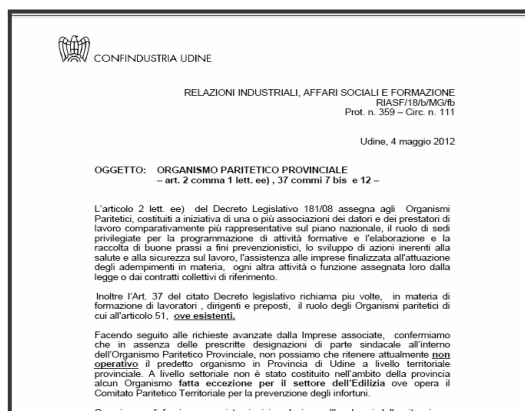 CONFINDUSTRIA UDINE
RELAZIONI INDUSTRIALI, AFFARI SOCIALI E FORMAZIONE
RIASF/18/b/MG/fb
Prot. n. 359 – Circ. n. 111
Udine, 4 maggio 2012
OGGETTO: ORGANISMO PARITETICO PROVINCIALE
– art. 2 comma 1 lett. ee) , 37 commi 7 bis e 12 –
L'articolo 2 lett. ee) del Decreto Legislativo 181/08 assegna agli Organismi
Paritetici, costituiti a iniziativa di una o più associazioni dei datori e dei prestatori di
lavoro comparativamente più rappresentative sul piano nazionale, il ruolo di sedi
privilegiate per la programmazione di attività formative e l'elaborazione e la
raccolta di buone prassi a fini prevenzionistici, lo sviluppo di azioni inerenti alla
salute e alla sicurezza sul lavoro, l'assistenza alle imprese finalizzata all'attuazione
degli adempimenti in materia, ogni altra attività o funzione assegnata loro dalla
legge o dai contratti collettivi di riferimento.
Inoltre l'Art. 37 del citato Decreto legislativo richiama piu volte, in materia di
formazione di lavoratori , dirigenti e preposti, il ruolo degli Organismi paritetici di
cui all'articolo 51, ove esistenti.
Facendo seguito alle richieste avanzate dalla Imprese associate, confermiamo
che in assenza delle prescritte designazioni di parte sindacale all'interno
dell'Organismo Paritetico Provinciale, non possiamo che ritenere attualmente non
operativo il predetto organismo in Provincia di Udine a livello territoriale
provinciale. A livello settoriale non è stato costituito nell'ambito della provincia
alcun Organismo fatta eccezione per il settore dell'Edilizia ove opera il
Comitato Paritetico Territoriale per la prevenzione degli infortuni.